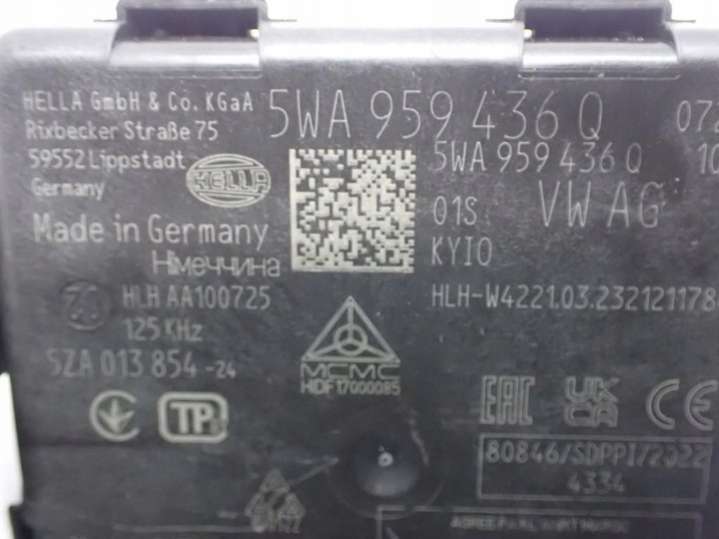 HELLA GmbH & Co. KGaA
Rixbecker Straße 75
59552 Lippstadt
Germany
HELLA
5WA 959 436 Q
5WA 959 436 Q
01S VW AG
KYIO
Made in Germany
Німеччина
HLH AA100725
125 KHz
5ZA 013 854 -24
HLH-W4221.03.232121178
MCMC
HIDF17000085
TP
EAC
UK CA
CE
80846/SDPPI/2022
4334